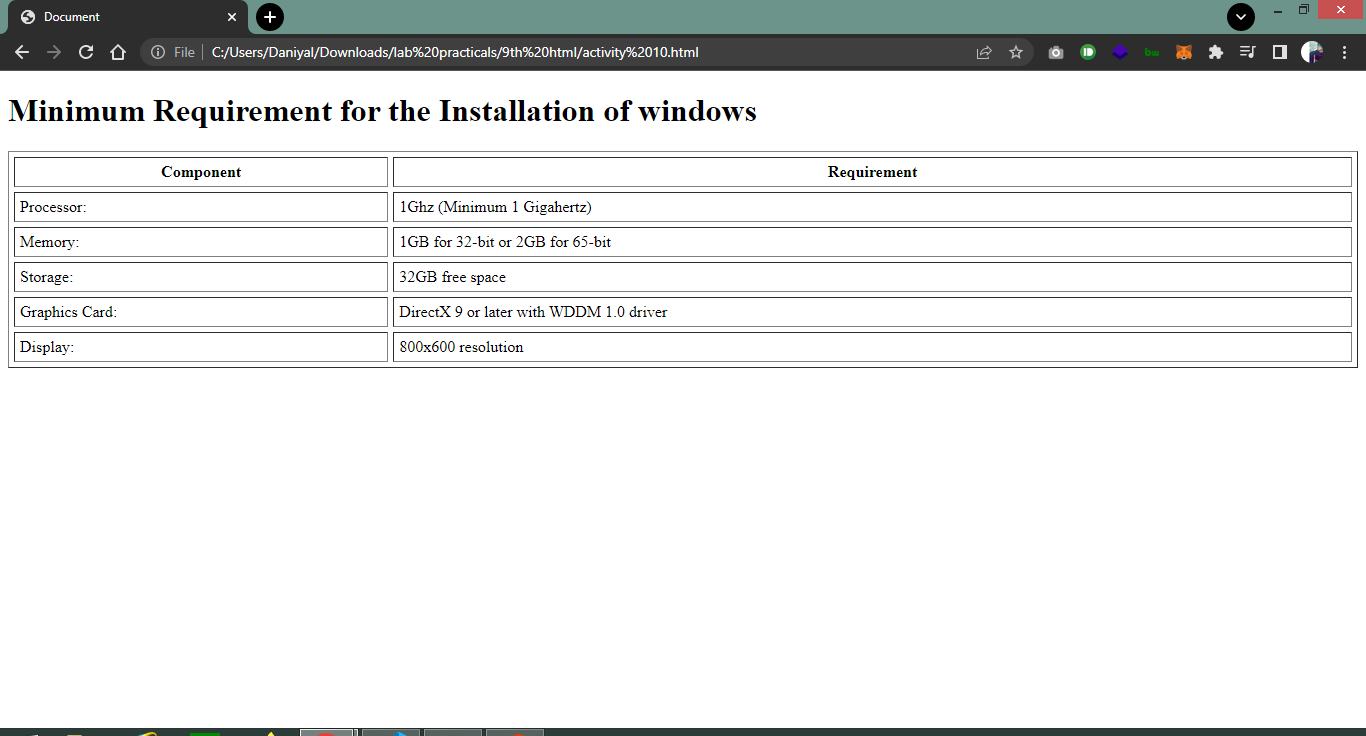 Document
File
C:/Users/Daniyal/Downloads/lab%20practicals/9th%20html/activity%2010.html
bw
Minimum Requirement for the Installation of windows
Component Requirement
Processor: 1Ghz (Minimum 1 Gigahertz)
Memory: 1GB for 32-bit or 2GB for 65-bit
Storage: 32GB free space
Graphics Card: DirectX 9 or later with WDDM 1.0 driver
Display: 800x600 resolution